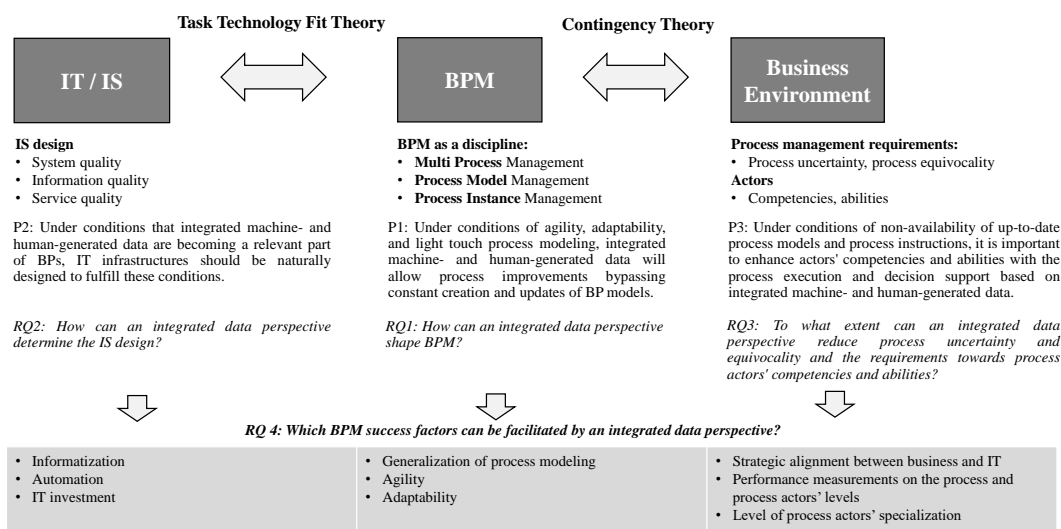 Task Technology Fit Theory
Contingency Theory
IT / IS
BPM
Business
Environment
IS design
• System quality
• Information quality
• Service quality
P2: Under conditions that integrated machine- and
human-generated data are becoming a relevant part
of BPs, IT infrastructures should be naturally
designed to fulfill these conditions.
RQ2: How can an integrated data perspective
determine the IS design?
BPM as a discipline:
• Multi Process Management
• Process Model Management
• Process Instance Management
P1: Under conditions of agility, adaptability,
and light touch process modeling, integrated
machine- and human-generated data will
allow process improvements bypassing
constant creation and updates of BP models.
RQ1: How can an integrated data perspective
shape BPM?
Process management requirements:
• Process uncertainty, process equivocality
Actors
• Competencies, abilities
P3: Under conditions of non-availability of up-to-date
process models and process instructions, it is important
to enhance actors' competencies and abilities with the
process execution and decision support based on
integrated machine- and human-generated data.
RQ3: To what extent can an integrated data
perspective reduce process uncertainty and
equivocality and the requirements towards process
actors' competencies and abilities?
RQ 4: Which BPM success factors can be facilitated by an integrated data perspective?
• Informatization
• Automation
• IT investment
• Generalization of process modeling
• Agility
• Adaptability
• Strategic alignment between business and IT
• Performance measurements on the process and
process actors’ levels
• Level of process actors’ specialization